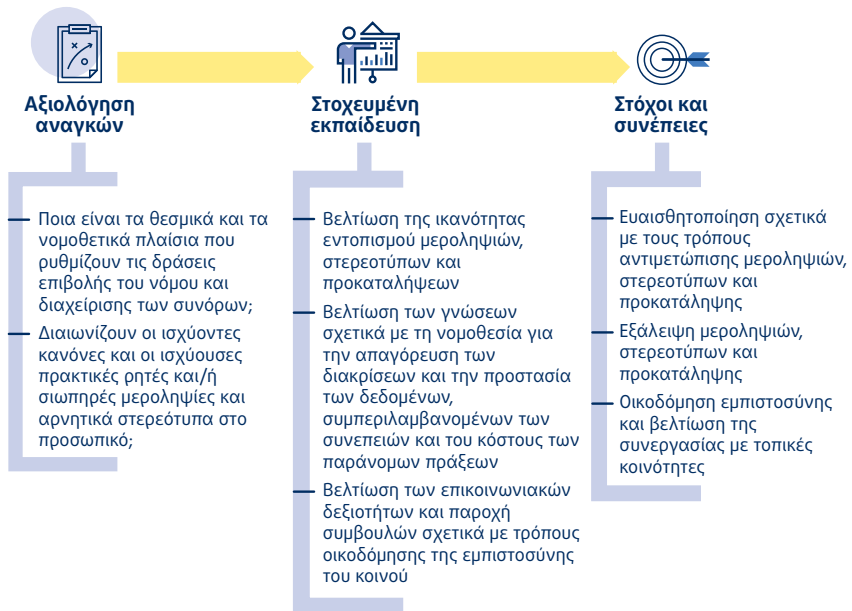 Αξιολόγηση
αναγκών
Ποια είναι τα θεσμικά και τα
νομοθετικά πλαίσια που
ρυθμίζουν τις δράσεις
επιβολής του νόμου και
διαχείρισης των συνόρων;
Διαιωνίζουν οι ισχύοντες
κανόνες και οι ισχύουσες
πρακτικές ρητές και/ή
σιωπηρές μεροληψίες και
αρνητικά στερεότυπα στο
προσωπικό;
Στοχευμένη
εκπαίδευση
Βελτίωση της ικανότητας
εντοπισμού μεροληψιών,
στερεοτύπων και
προκαταλήψεων
Βελτίωση των γνώσεων
σχετικά με τη νομοθεσία για
την απαγόρευση των
διακρίσεων και την προστασία
των δεδομένων,
συμπεριλαμβανομένων των
συνεπειών και του κόστους των
παράνομων πράξεων
Βελτίωση των επικοινωνιακών
δεξιοτήτων και παροχή
συμβουλών σχετικά με τρόπους
οικοδόμησης της εμπιστοσύνης
του κοινού
Στόχοι και
συνέπειες
Ευαισθητοποίηση σχετικά
με τους τρόπους
αντιμετώπισης μεροληψιών,
στερεοτύπων και
προκατάληψης
Εξάλειψη μεροληψιών,
στερεοτύπων και
προκατάληψης
Οικοδόμηση εμπιστοσύνης
και βελτίωση της
συνεργασίας με τοπικές
κοινότητες